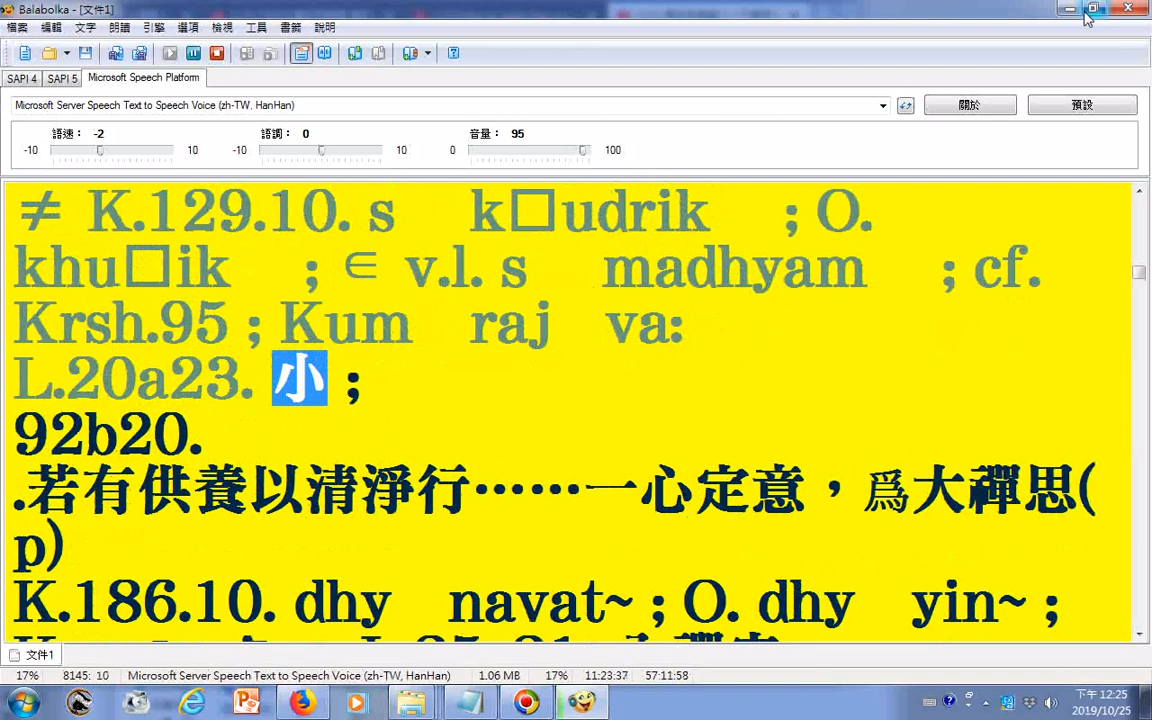 Balabolka - [文件1]
檔案 編輯 文字 朗讀 引擎 選項 檢視 工具 書籤 說明
SAPI 4 SAPI 5 Microsoft Speech Platform
Microsoft Server Speech Text to Speech Voice (zh-TW, HanHan) 關於 預設
語速： -2 語調： 0 音量： 95
-10 10 -10 10 0 100
≠ K.129.10. s k□udrik ; O.
khu□ik ; ∈ v.l. s madhyam ; cf.
Krsh.95 ; Kum raj va:
L.20a23. 小 ;
92b20.
.若有供養以清淨行……一心定意，爲大禪思(
p)
K.186.10. dhy navat~ ; O. dhy yin~ ;
文件1
17% 8145: 10 Microsoft Server Speech Text to Speech Voice (zh-TW, HanHan) 1.06 MB 17% 11:23:37 57:11:58
下午 12:25
2019/10/25